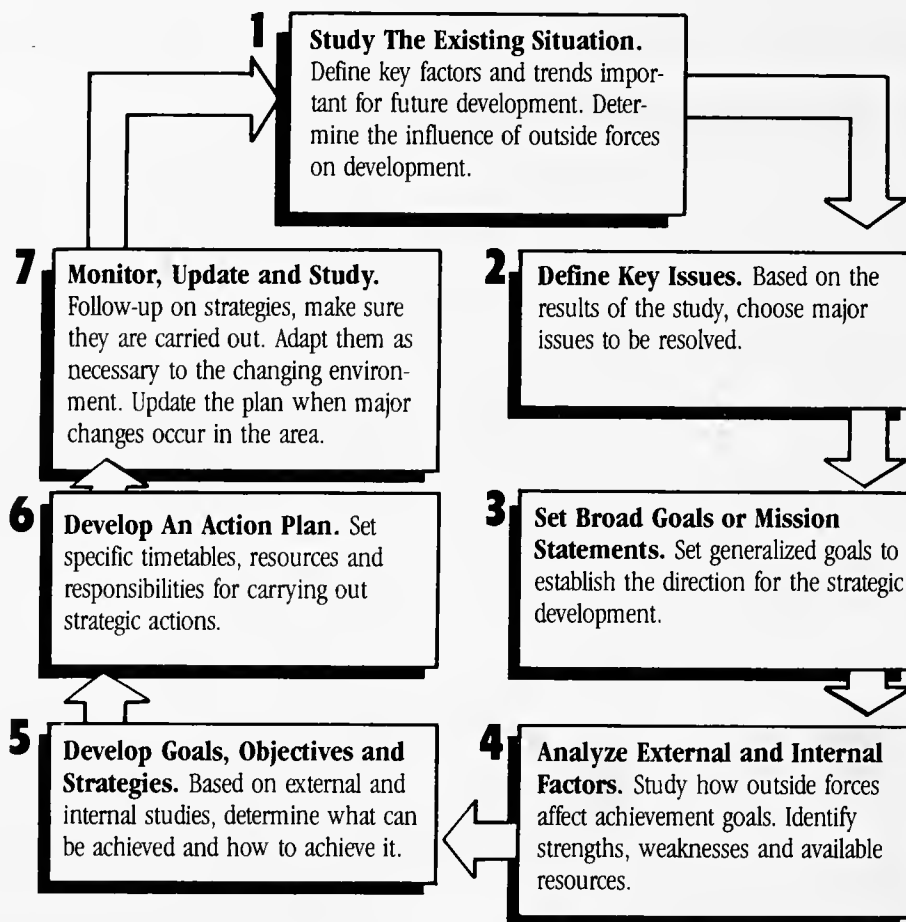 1
Study The Existing Situation.
Define key factors and trends impor-
tant for future development. Deter-
mine the influence of outside forces
on development.
2
Define Key Issues. Based on the
results of the study, choose major
issues to be resolved.
3
Set Broad Goals or Mission
Statements. Set generalized goals to
establish the direction for the strategic
development.
4
Analyze External and Internal
Factors. Study how outside forces
affect achievement goals. Identify
strengths, weaknesses and available
resources.
5
Develop Goals, Objectives and
Strategies. Based on external and
internal studies, determine what can
be achieved and how to achieve it.
6
Develop An Action Plan. Set
specific timetables, resources and
responsibilities for carrying out
strategic actions.
7
Monitor, Update and Study.
Follow-up on strategies, make sure
they are carried out. Adapt them as
necessary to the changing environ-
ment. Update the plan when major
changes occur in the area.